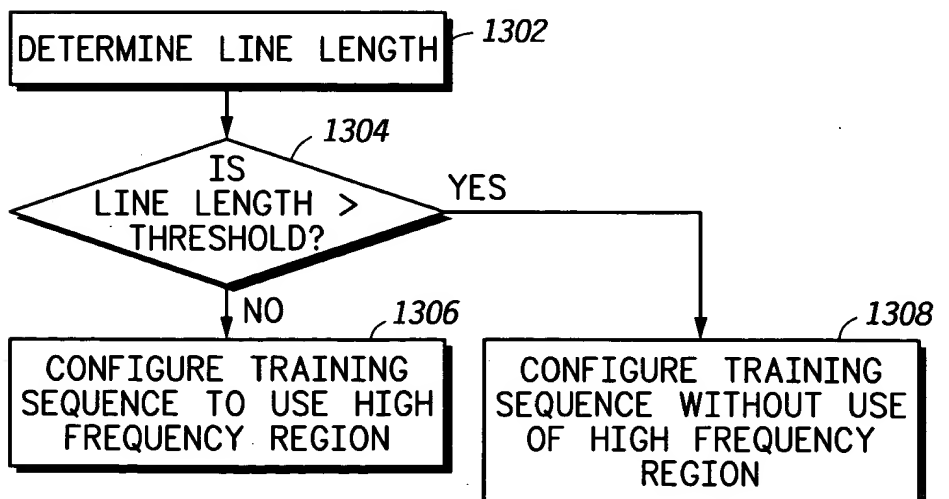 1302
DETERMINE LINE LENGTH
1304
IS
LINE LENGTH >
THRESHOLD?
YES
NO
1306
CONFIGURE TRAINING
SEQUENCE TO USE HIGH
FREQUENCY REGION
1308
CONFIGURE TRAINING
SEQUENCE WITHOUT USE
OF HIGH FREQUENCY
REGION